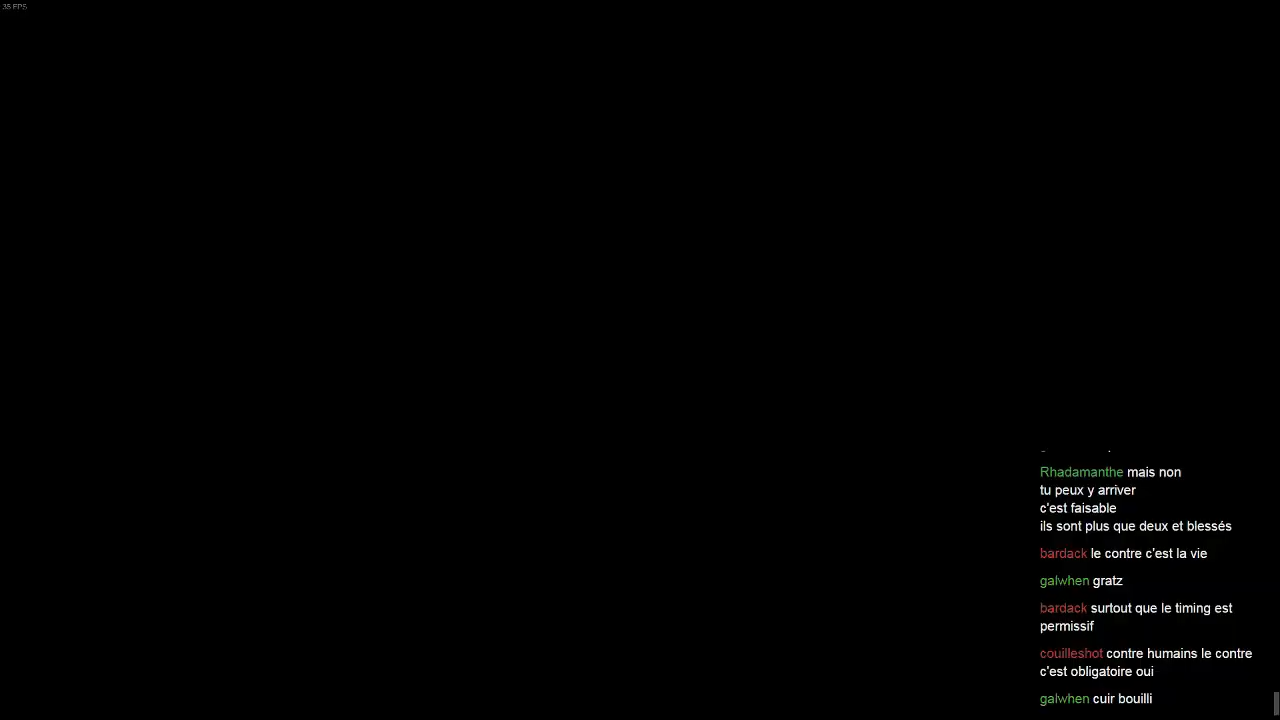 35 FPS
Rhadamanthe mais non
tu peux y arriver
c'est faisable
ils sont plus que deux et blessés
bardack le contre c'est la vie
galwhen gratz
bardack surtout que le timing est
permissif
couilleshot contre humains le contre
c'est obligatoire oui
galwhen cuir bouilli